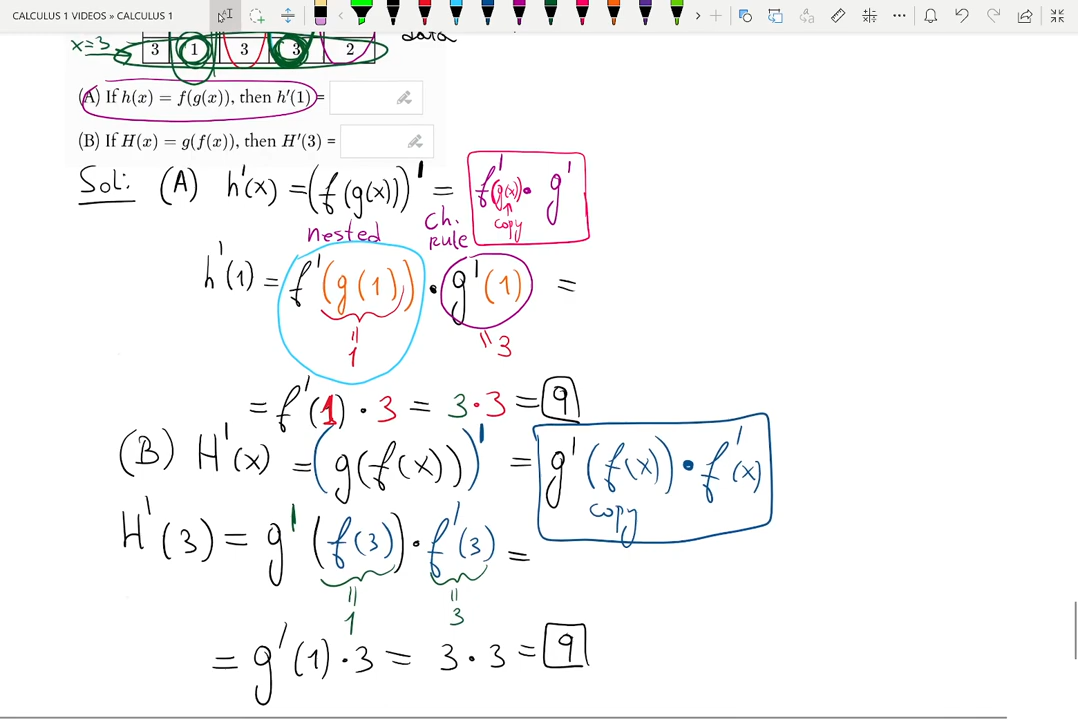 CALCULUS 1 VIDEOS » CALCULUS 1
x=3 3 1 3 3 2 data
(A) If h(x) = f(g(x)), then h′(1) =
(B) If H(x) = g(f(x)), then H′(3) =
Sol: (A) h'(x) = (f(g(x)))' = f'(g(x)) · g'
nested ch. rule copy
h'(1) = f'(g(1)) · g'(1) =
= 1 = 3
= f'(1) · 3 = 3 · 3 = 9
(B) H'(x) = (g(f(x)))' = g'(f(x)) · f'(x)
copy
H'(3) = g'(f(3)) · f'(3) =
= 1 = 3
= g'(1) · 3 = 3 · 3 = 9